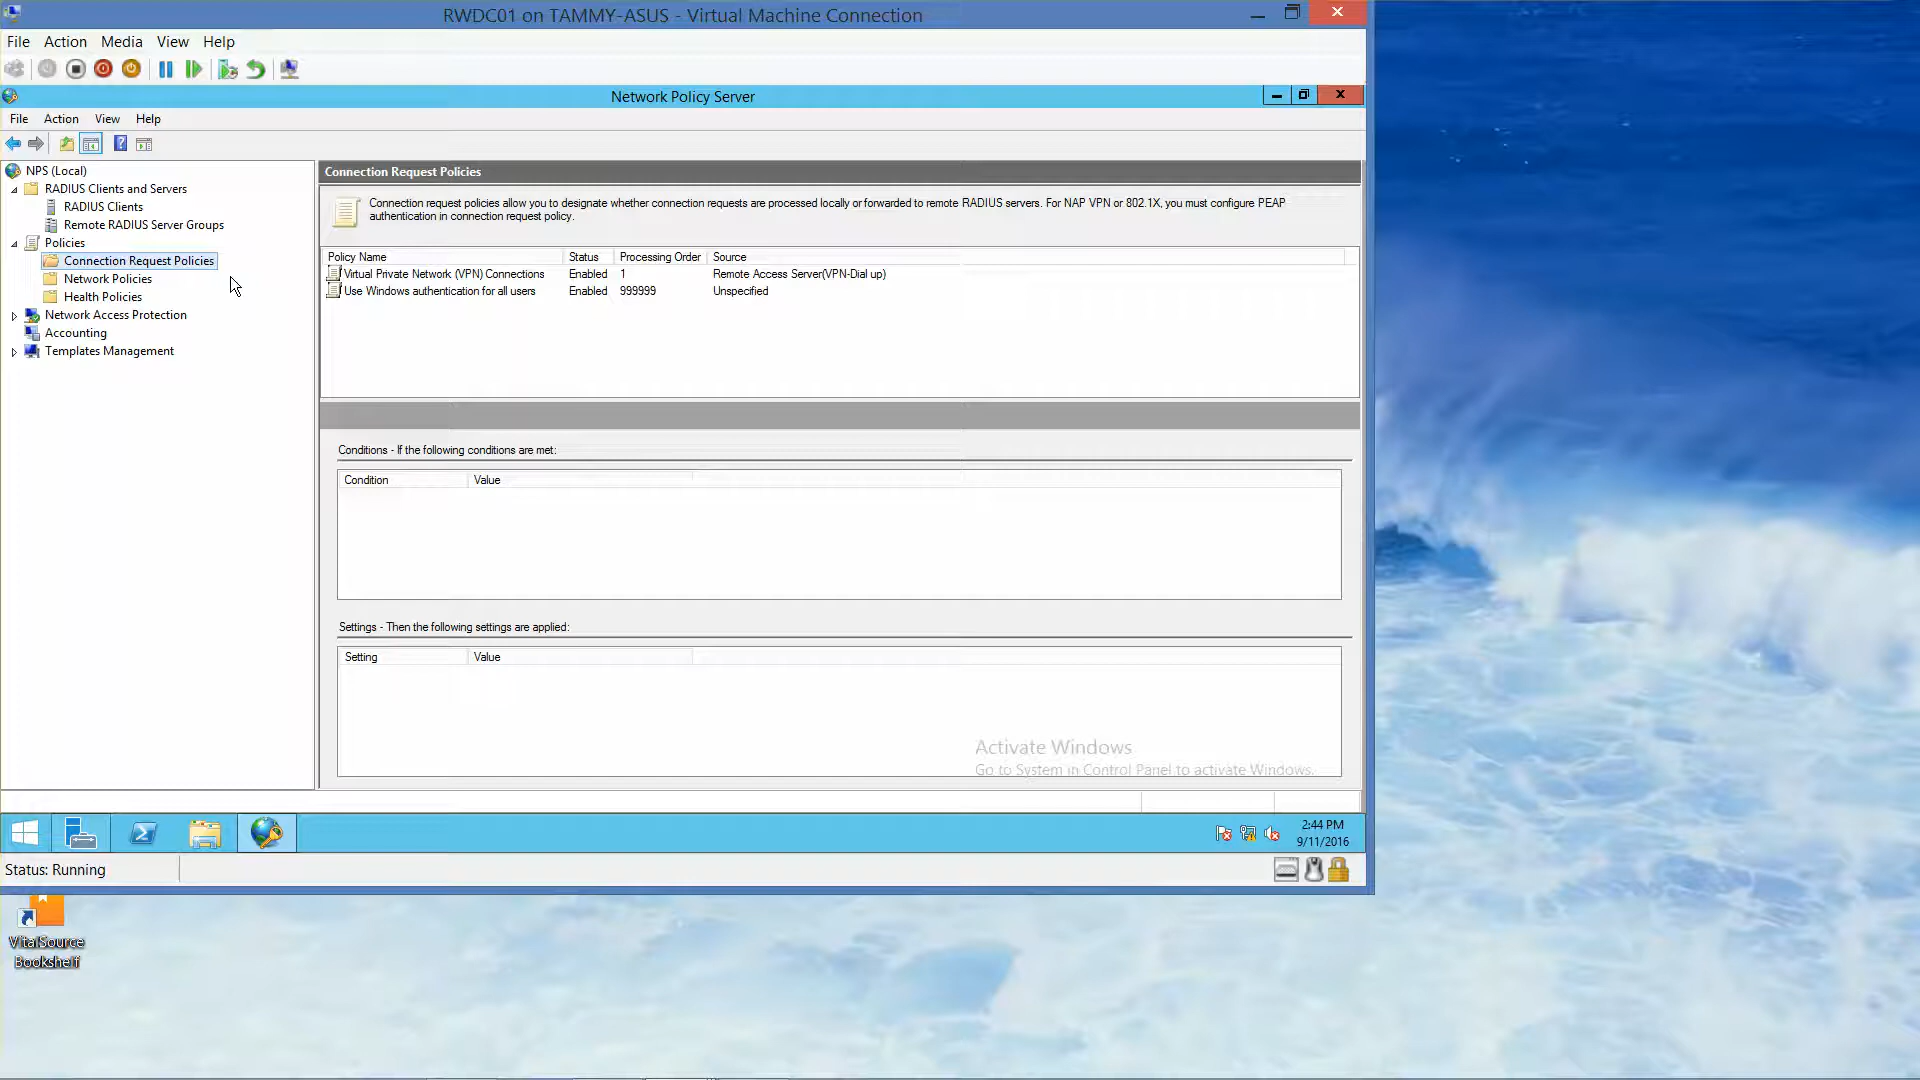 RWDC01 on TAMMY-ASUS - Virtual Machine Connection
File Action Media View Help
Network Policy Server
File Action View Help
NPS (Local)
RADIUS Clients and Servers
RADIUS Clients
Remote RADIUS Server Groups
Policies
Connection Request Policies
Network Policies
Health Policies
Network Access Protection
Accounting
Templates Management
Connection Request Policies
Connection request policies allow you to designate whether connection requests are processed locally or forwarded to remote RADIUS servers. For NAP VPN or 802.1X, you must configure PEAP
authentication in connection request policy.
Policy Name Status Processing Order Source
Virtual Private Network (VPN) Connections Enabled 1 Remote Access Server(VPN-Dial up)
Use Windows authentication for all users Enabled 999999 Unspecified
Conditions - If the following conditions are met:
Condition Value
Settings - Then the following settings are applied:
Setting Value
Activate Windows
Go to System in Control Panel to activate Windows.
2:44 PM
9/11/2016
Status: Running
VitalSource
Bookshelf